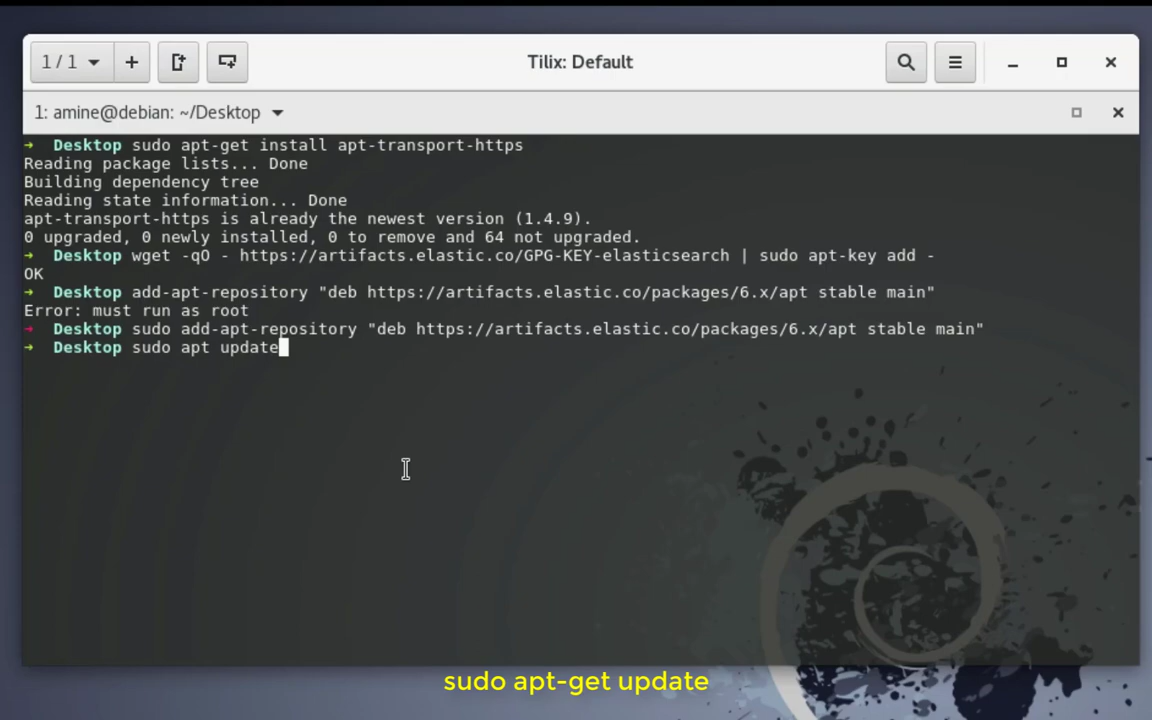 1 / 1
Tilix: Default
1: amine@debian: ~/Desktop
➜ Desktop sudo apt-get install apt-transport-https
Reading package lists... Done
Building dependency tree
Reading state information... Done
apt-transport-https is already the newest version (1.4.9).
0 upgraded, 0 newly installed, 0 to remove and 64 not upgraded.
➜ Desktop wget -qO - https://artifacts.elastic.co/GPG-KEY-elasticsearch | sudo apt-key add -
OK
➜ Desktop add-apt-repository "deb https://artifacts.elastic.co/packages/6.x/apt stable main"
Error: must run as root
➜ Desktop sudo add-apt-repository "deb https://artifacts.elastic.co/packages/6.x/apt stable main"
➜ Desktop sudo apt update
sudo apt-get update